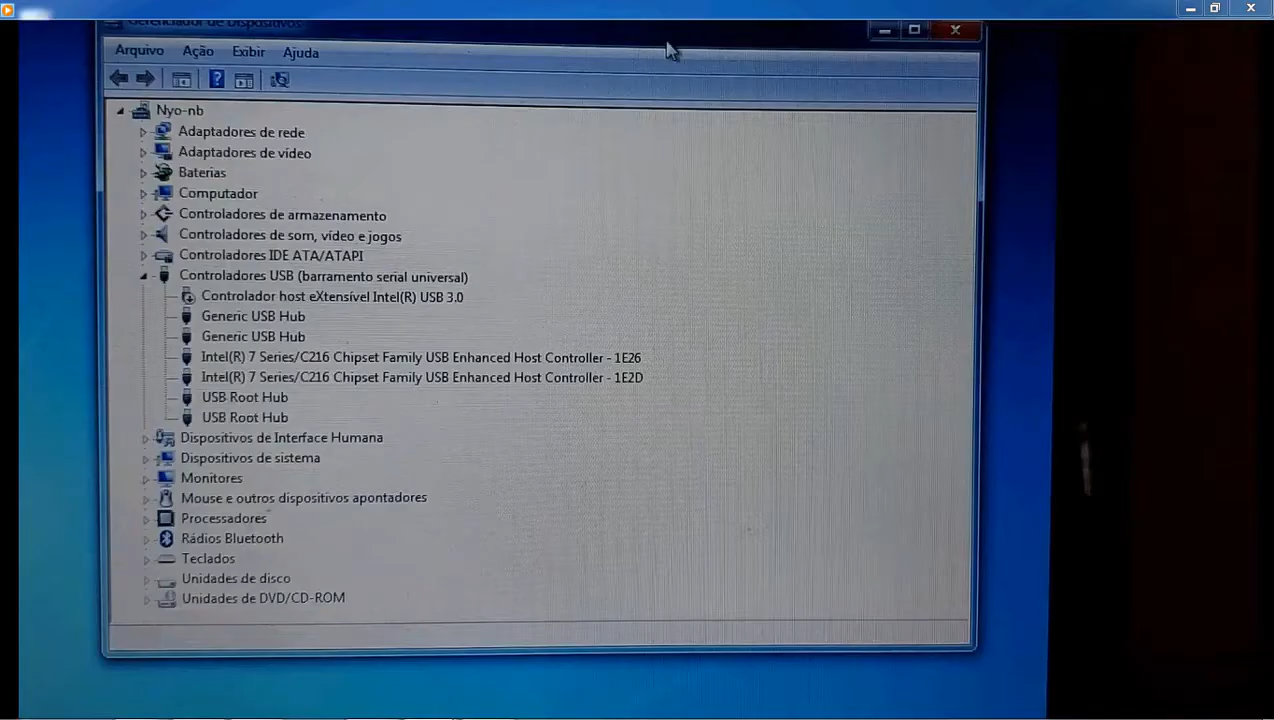 Gerenciador de Dispositivos
Arquivo Ação Exibir Ajuda
Nyo-nb
Adaptadores de rede
Adaptadores de vídeo
Baterias
Computador
Controladores de armazenamento
Controladores de som, vídeo e jogos
Controladores IDE ATA/ATAPI
Controladores USB (barramento serial universal)
Controlador host eXtensível Intel(R) USB 3.0
Generic USB Hub
Generic USB Hub
Intel(R) 7 Series/C216 Chipset Family USB Enhanced Host Controller - 1E26
Intel(R) 7 Series/C216 Chipset Family USB Enhanced Host Controller - 1E2D
USB Root Hub
USB Root Hub
Dispositivos de Interface Humana
Dispositivos de sistema
Monitores
Mouse e outros dispositivos apontadores
Processadores
Rádios Bluetooth
Teclados
Unidades de disco
Unidades de DVD/CD-ROM